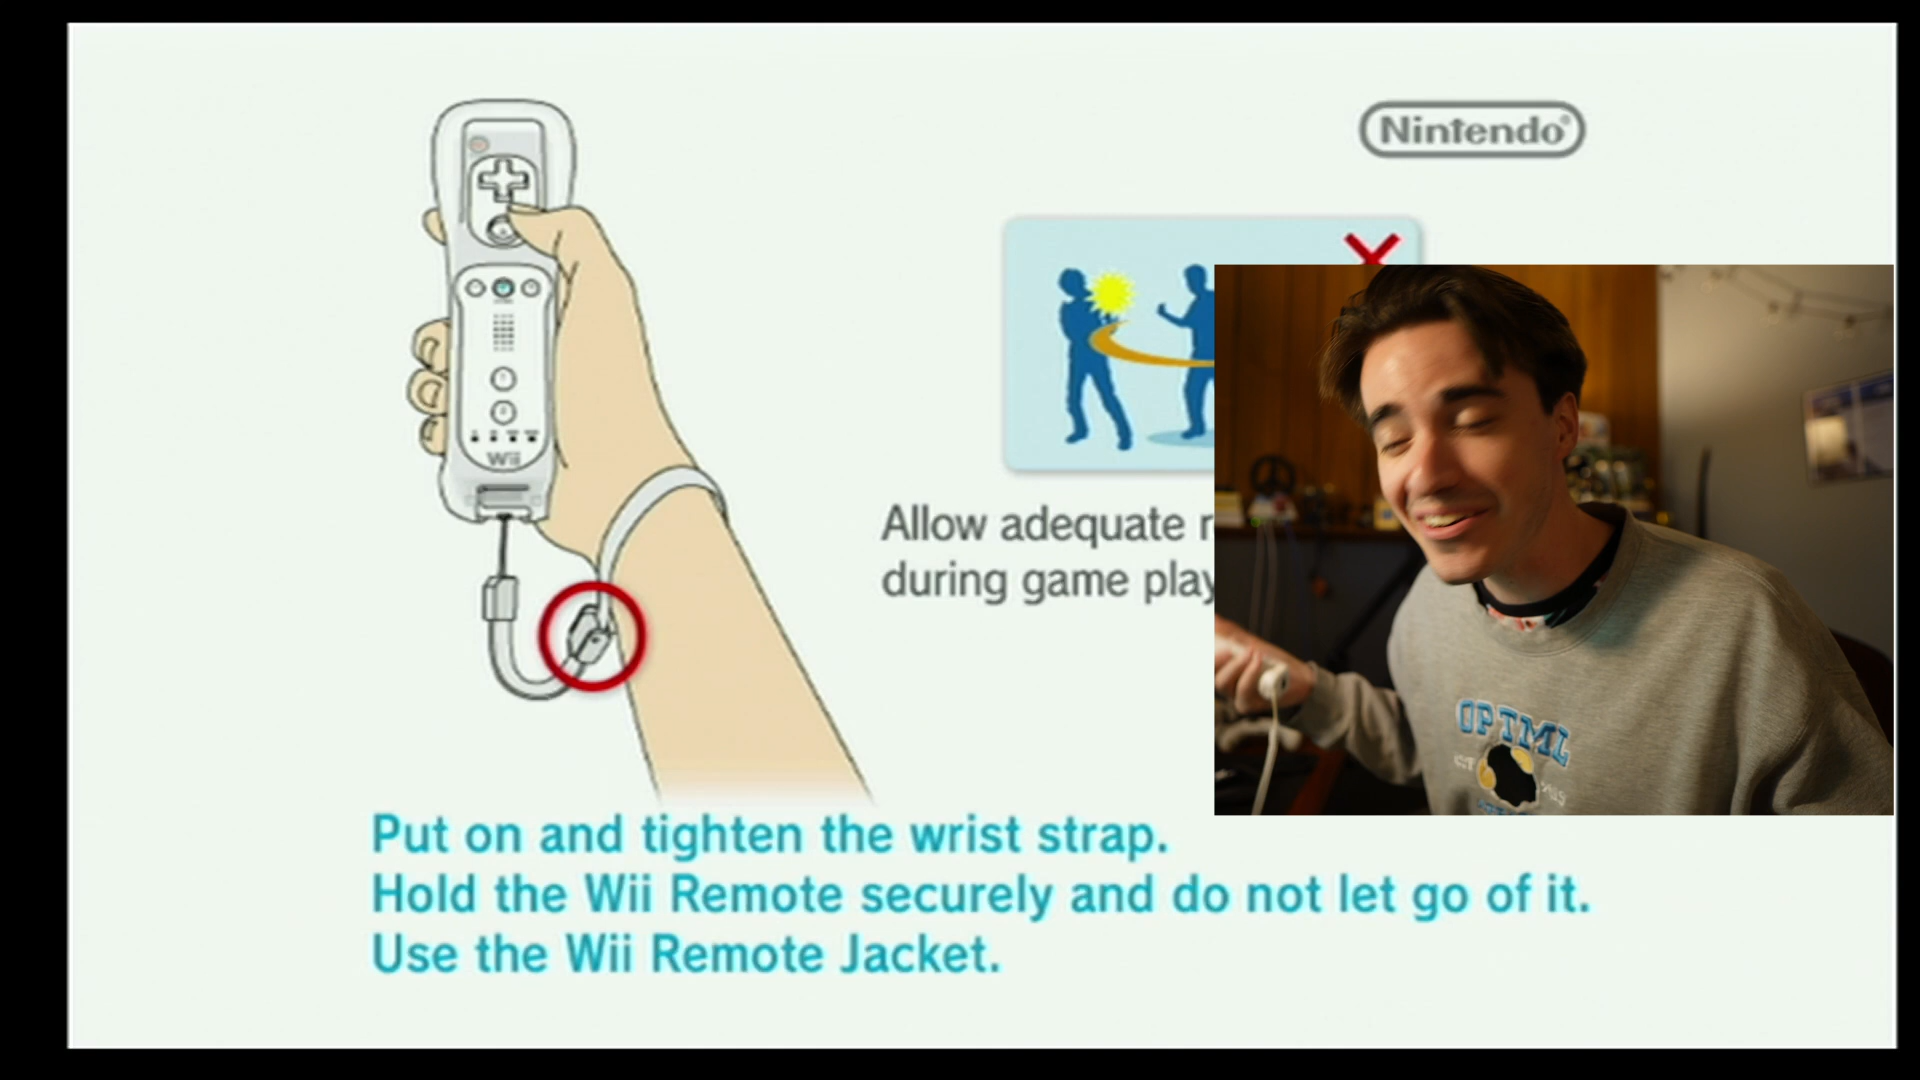 Nintendo®
Wii
Allow adequate
during game play
OPTML
Put on and tighten the wrist strap.
Hold the Wii Remote securely and do not let go of it.
Use the Wii Remote Jacket.